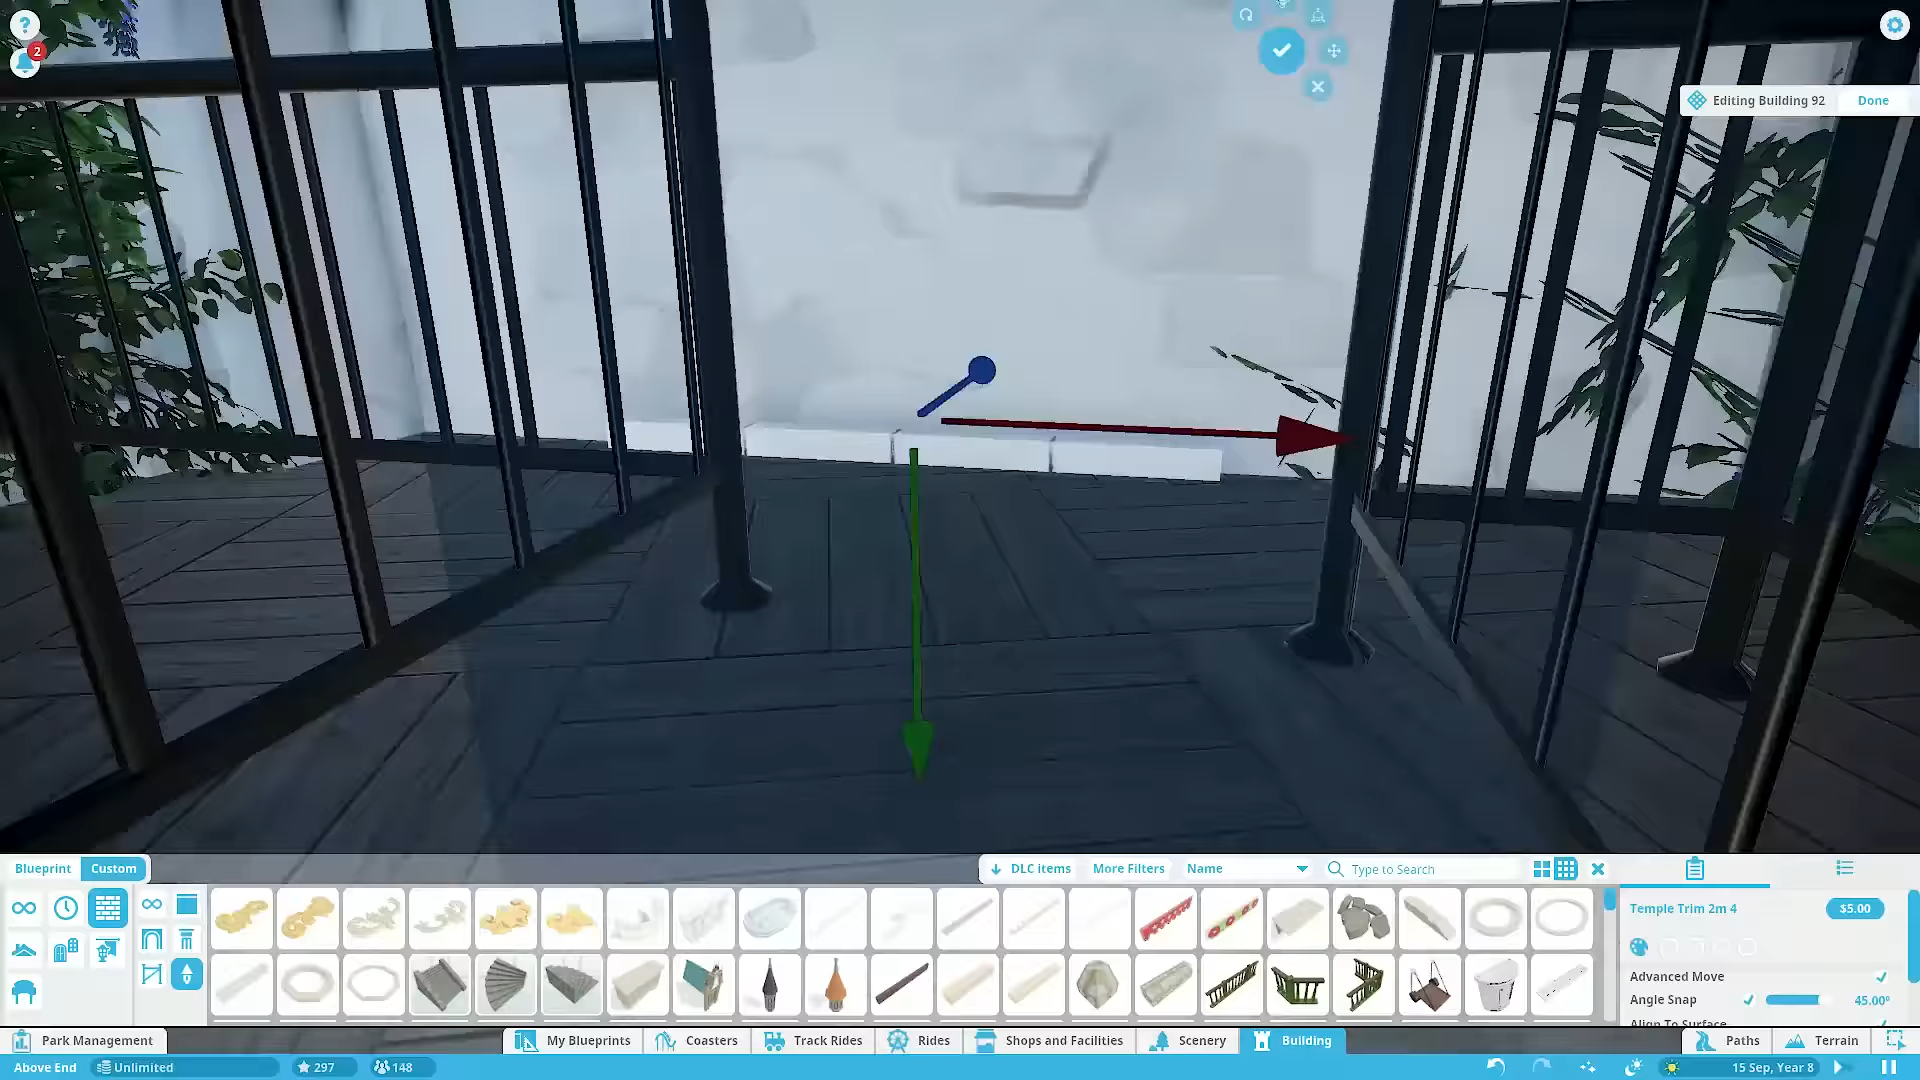 ?
2
Editing Building 92
Done
Blueprint
Custom
DLC items
More Filters
Name
Type to Search
Temple Trim 2m 4
$5.00
Advanced Move
Angle Snap
45.00°
Align To Surface
Park Management
My Blueprints
Coasters
Track Rides
Rides
Shops and Facilities
Scenery
Building
Paths
Terrain
Above End
Unlimited
297
148
15 Sep, Year 8